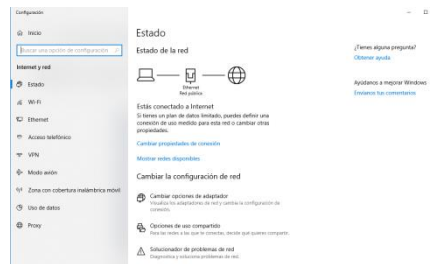 Configuración
Inicio
Buscar una opción de configuración
Internet y red
Estado
Wi-Fi
Ethernet
Acceso telefónico
VPN
Modo avión
Zona con cobertura inalámbrica móvil
Uso de datos
Proxy
Estado
Estado de la red
Ethernet
Red pública
Estás conectado a Internet
Si tienes un plan de datos limitado, puedes definir una
conexión de uso medido para esta red o cambiar otras
propiedades.
Cambiar propiedades de conexión
Mostrar redes disponibles
Cambiar la configuración de red
Cambiar opciones de adaptador
Visualiza los adaptadores de red y cambia la configuración de
conexión.
Opciones de uso compartido
Para las redes a las que te conectas, decide qué quieres compartir.
Solucionador de problemas de red
Diagnostica y soluciona problemas de red.
¿Tienes alguna pregunta?
Obtener ayuda
Ayúdanos a mejorar Windows
Envíanos tus comentarios